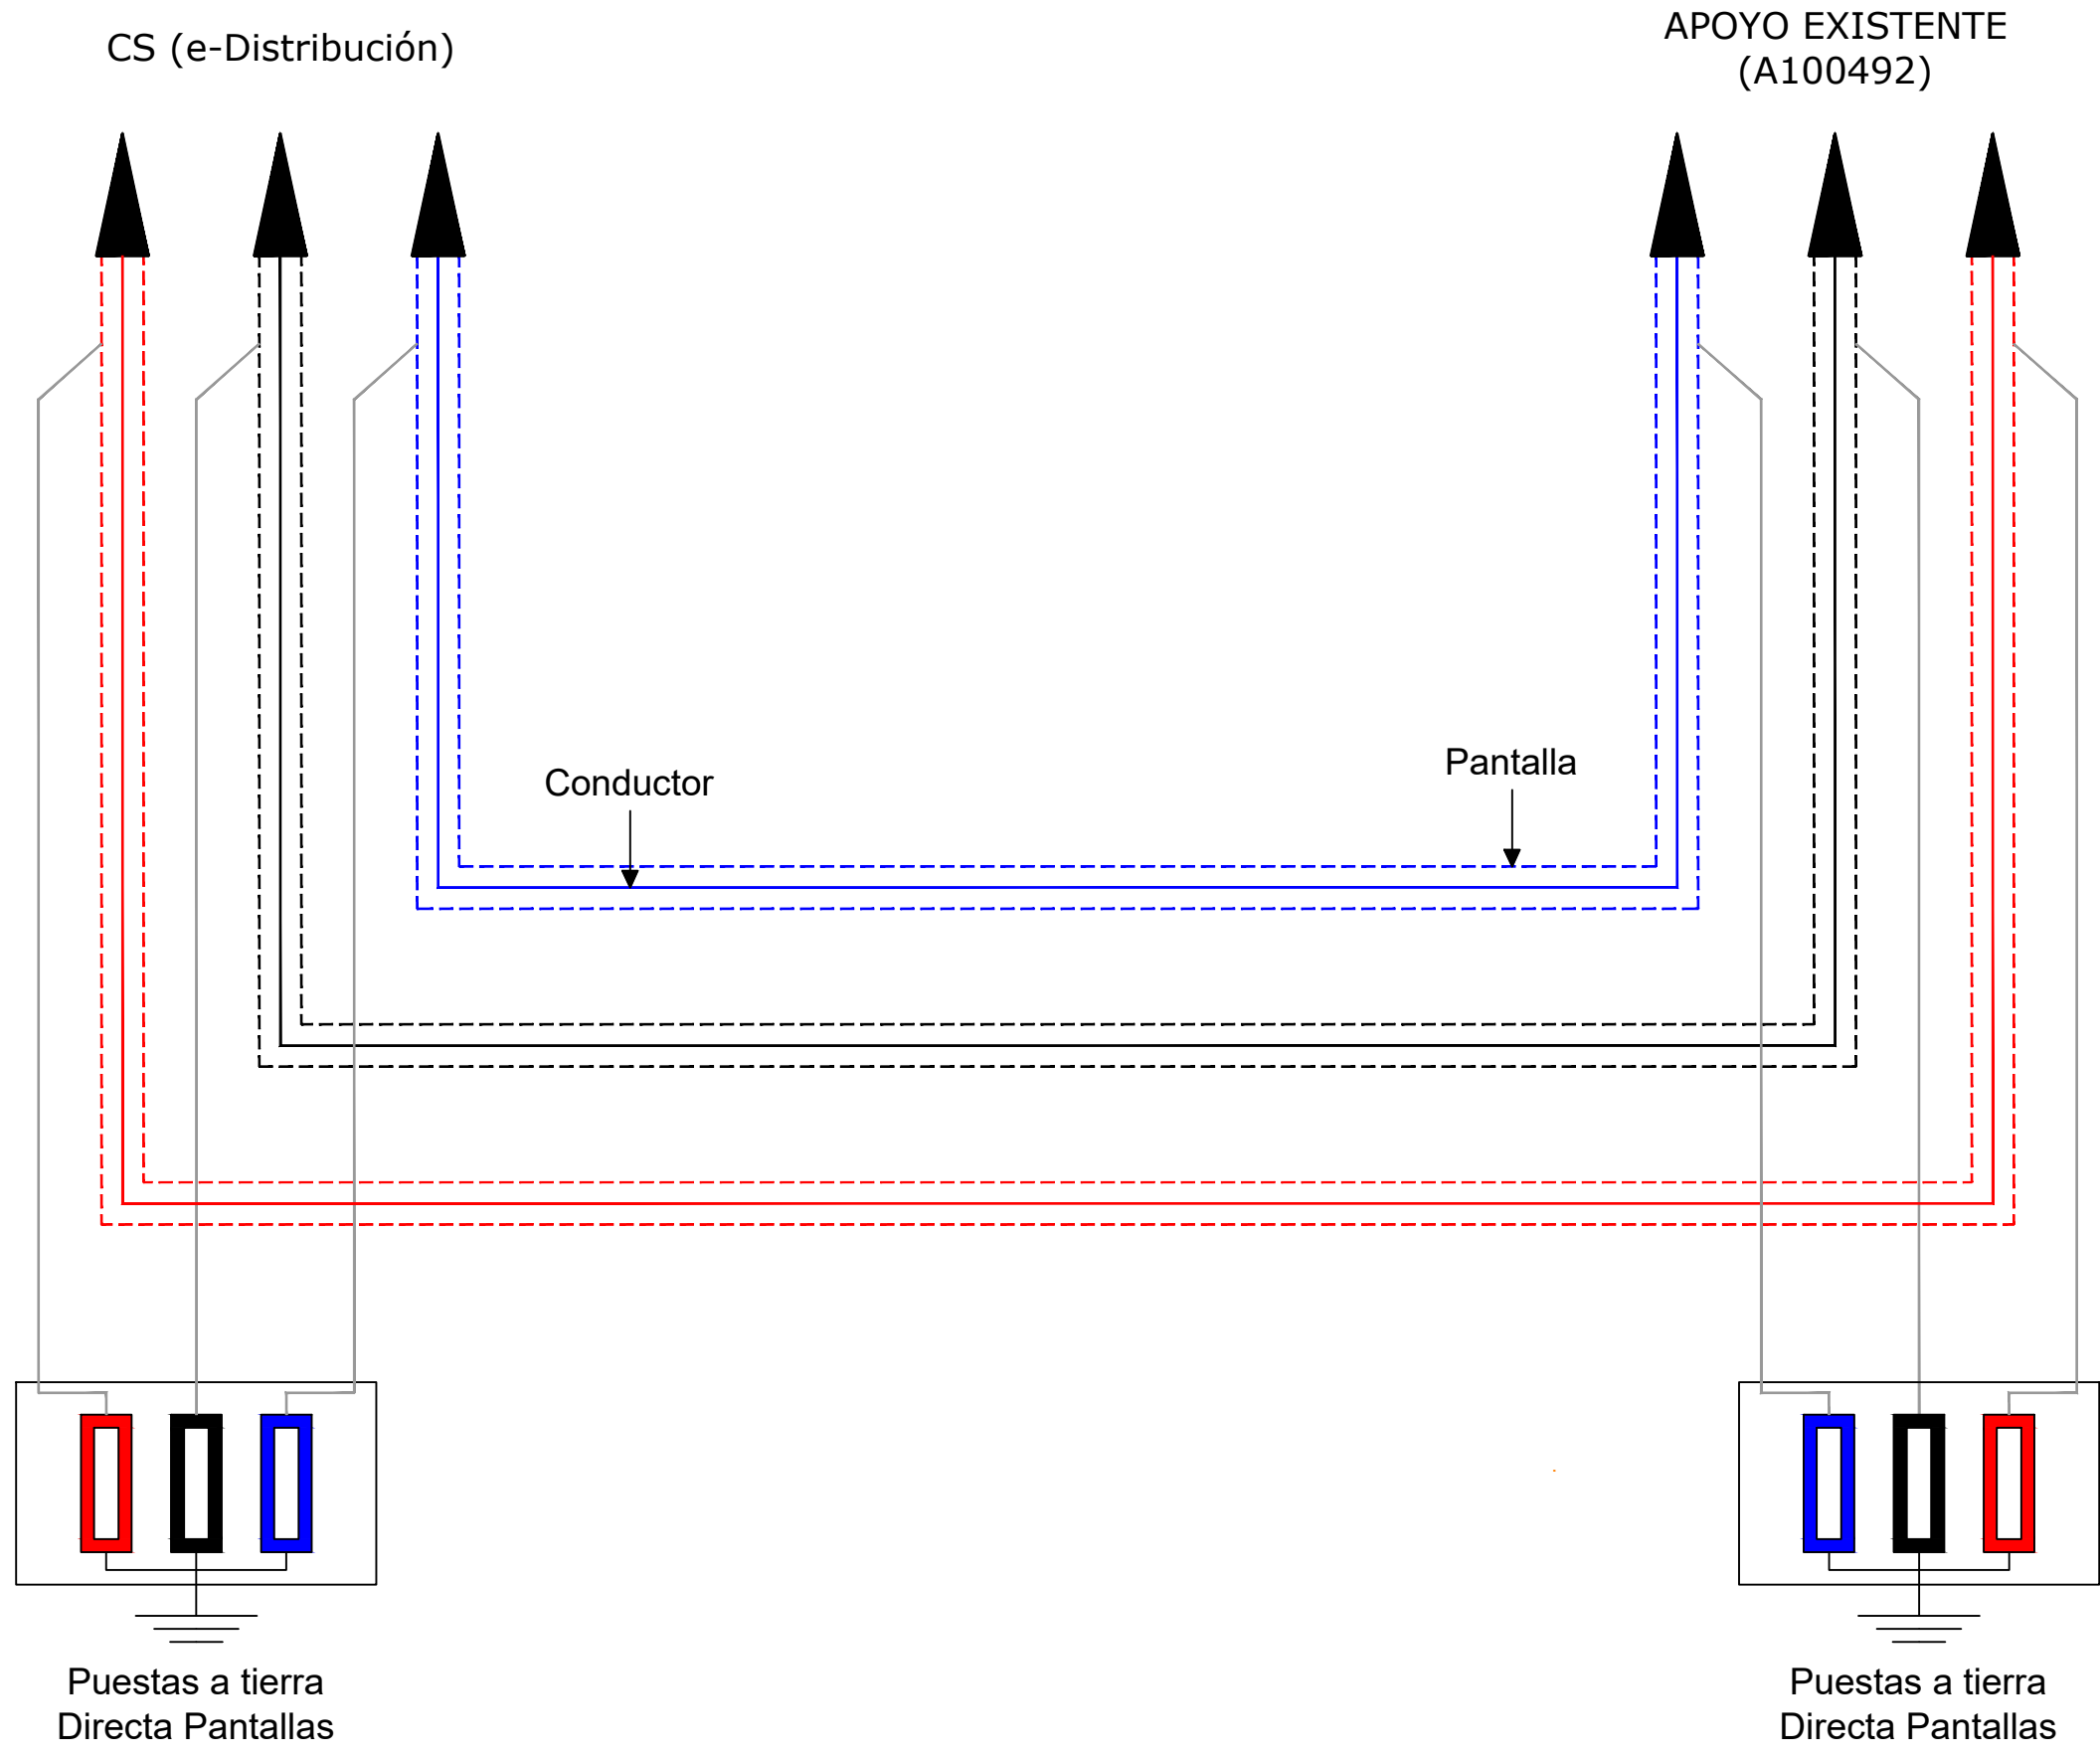 CS (e-Distribución)
APOYO EXISTENTE
(A100492)
Conductor
Pantalla
Puestas a tierra
Directa Pantallas
Puestas a tierra
Directa Pantallas